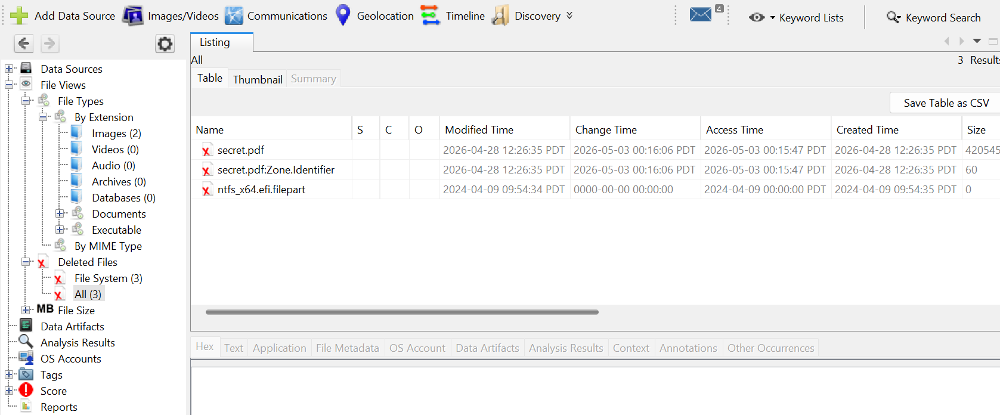 Add Data Source Images/Videos Communications Geolocation Timeline Discovery 4 Keyword Lists Keyword Search
Listing
All 3 Results
Table Thumbnail Summary
Save Table as CSV
Name S C O Modified Time Change Time Access Time Created Time Size
secret.pdf 2026-04-28 12:26:35 PDT 2026-05-03 00:16:06 PDT 2026-05-03 00:15:47 PDT 2026-04-28 12:26:35 PDT 420545
secret.pdf:Zone.Identifier 2026-04-28 12:26:35 PDT 2026-05-03 00:16:06 PDT 2026-05-03 00:15:47 PDT 2026-04-28 12:26:35 PDT 60
ntfs_x64.efi.filepart 2024-04-09 09:54:34 PDT 0000-00-00 00:00:00 2024-04-09 00:00:00 PDT 2024-04-09 09:54:35 PDT 0
Data Sources
File Views
File Types
By Extension
Images (2)
Videos (0)
Audio (0)
Archives (0)
Databases (0)
Documents
Executable
By MIME Type
Deleted Files
File System (3)
All (3)
MB File Size
Data Artifacts
Analysis Results
OS Accounts
Tags
Score
Reports
Hex Text Application File Metadata OS Account Data Artifacts Analysis Results Context Annotations Other Occurrences